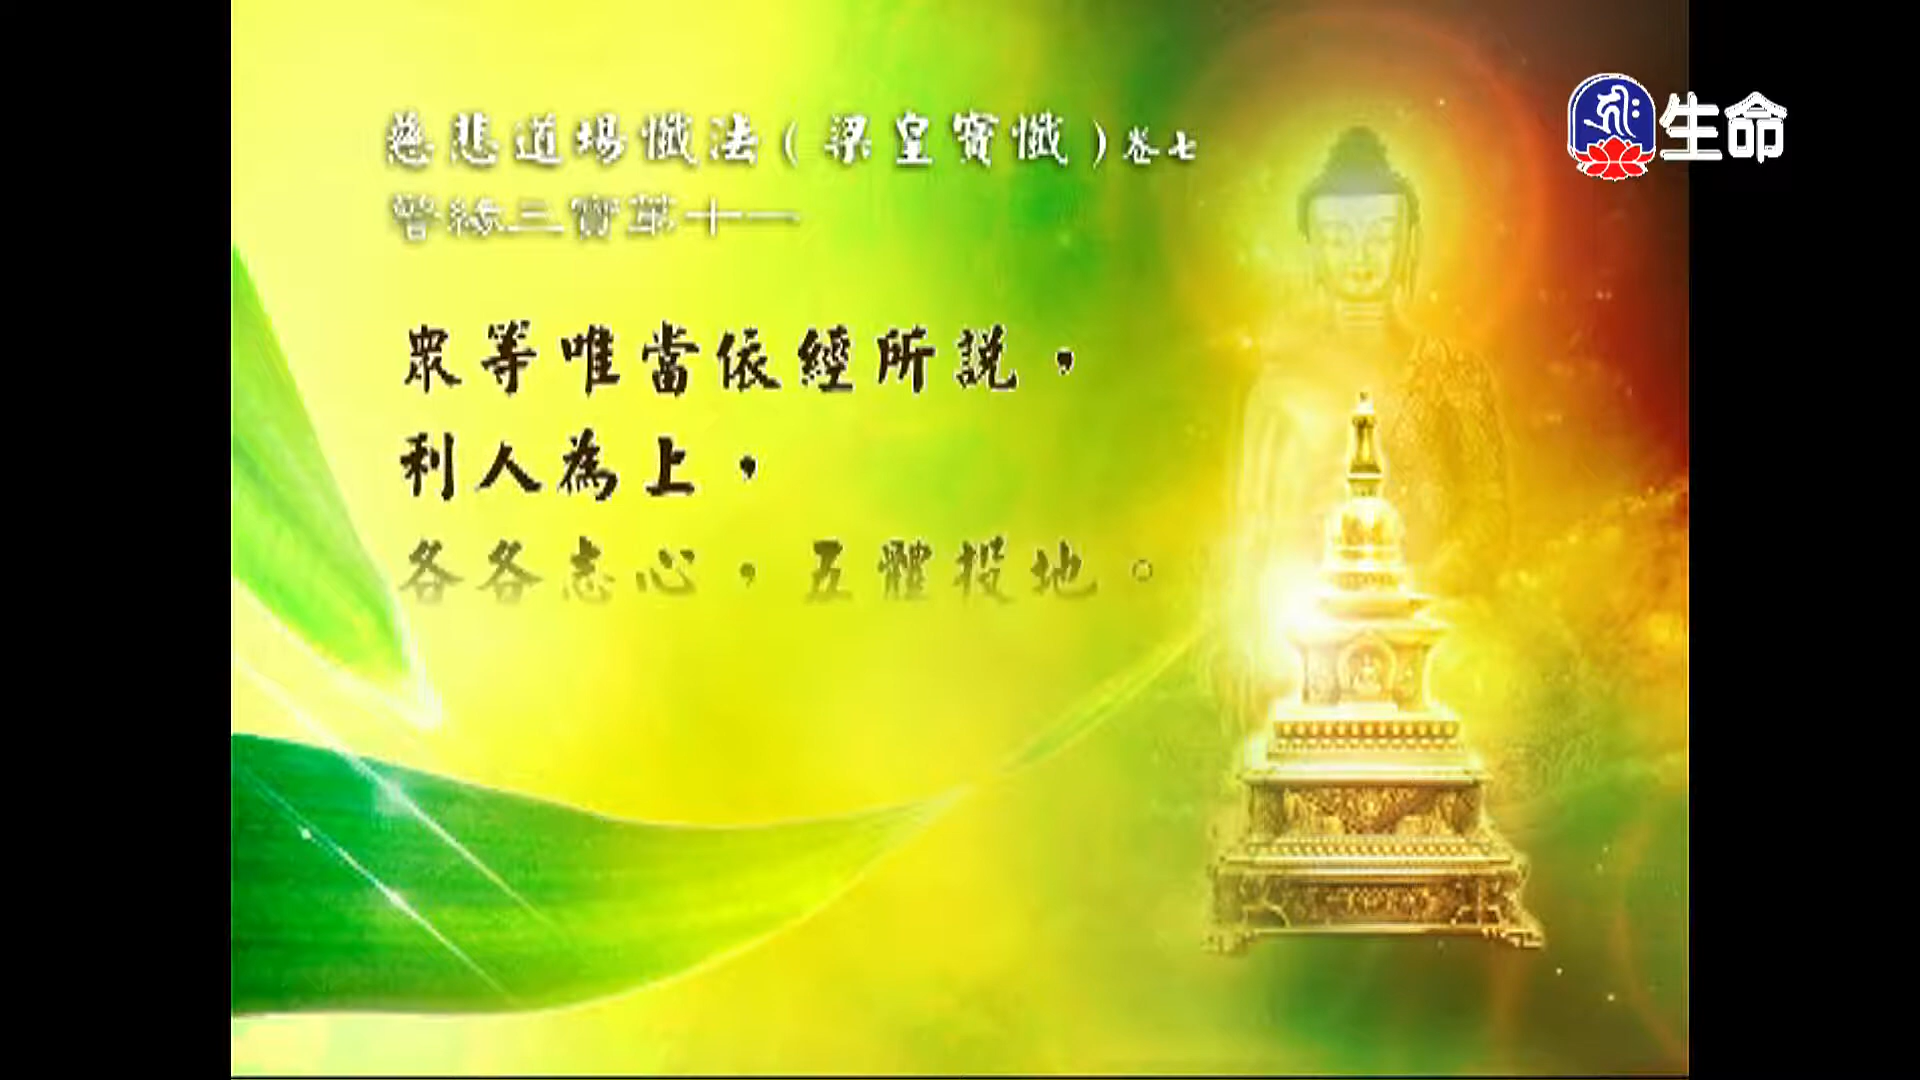 慈悲道場懺法(梁皇寶懺)卷七
警緣三寶第十一
眾等唯當依經所說，
利人為上，
各各志心，五體投地。
生命